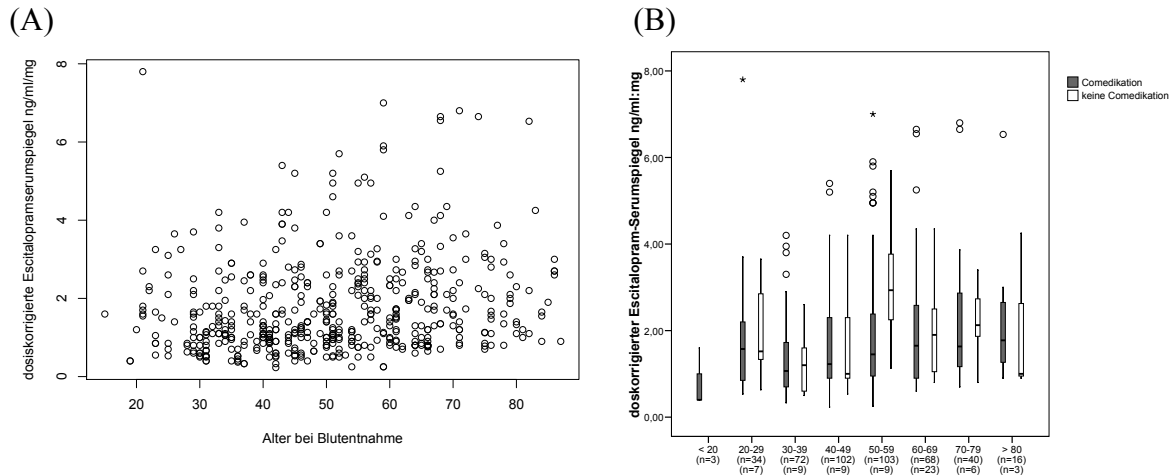 (A)
(B)
8
6
4
2
0
dosiskorrigierte Escitalopramserumspiegel ng/ml/mg
20 30 40 50 60 70 80
Alter bei Blutentnahme
8,00
6,00
4,00
2,00
0,00
doskorrigierter Escitalopram-Serumspiegel ng/ml:mg
Comedikation
keine Comedikation
< 20 20-29 30-39 40-49 50-59 60-69 70-79 > 80
(n=3) (n=34) (n=72) (n=102) (n=103) (n=68) (n=40) (n=16)
(n=7) (n=9) (n=9) (n=9) (n=23) (n=6) (n=3)